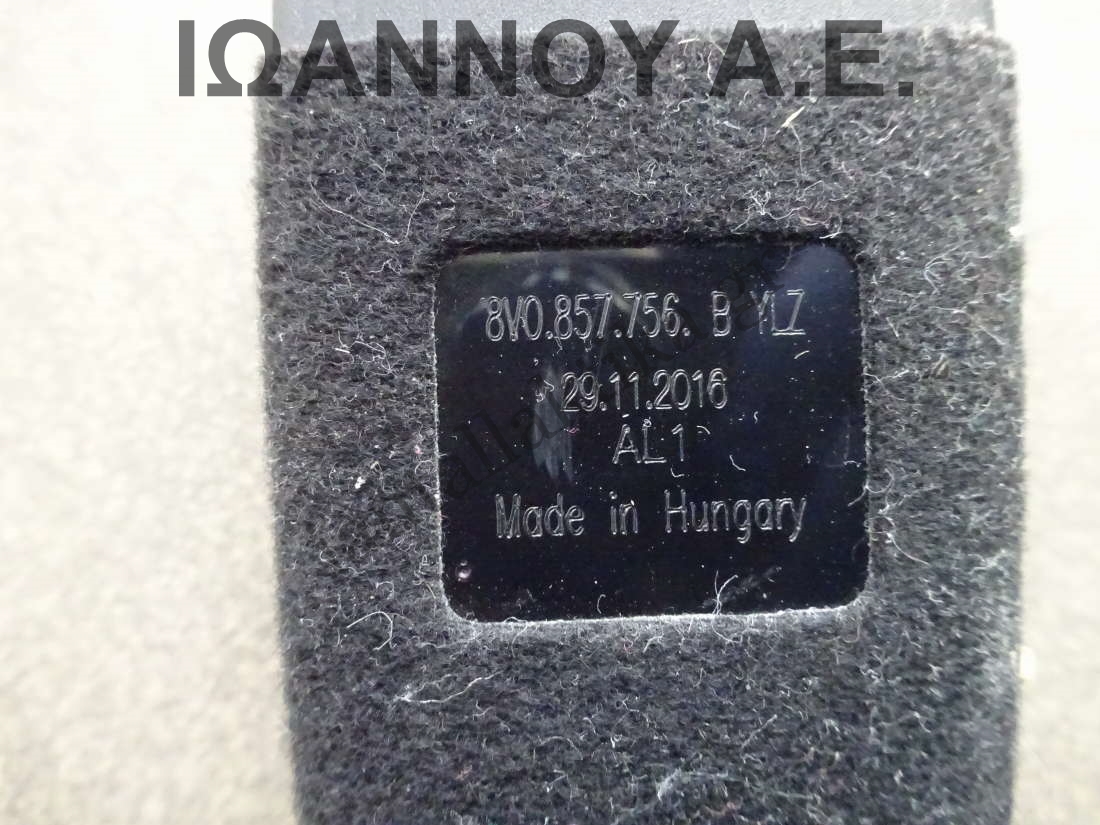 ΙΩΑΝΝΟΥ Α.Ε.
8V0.857.756. B YLZ
29.11.2016
AL1
Made in Hungary